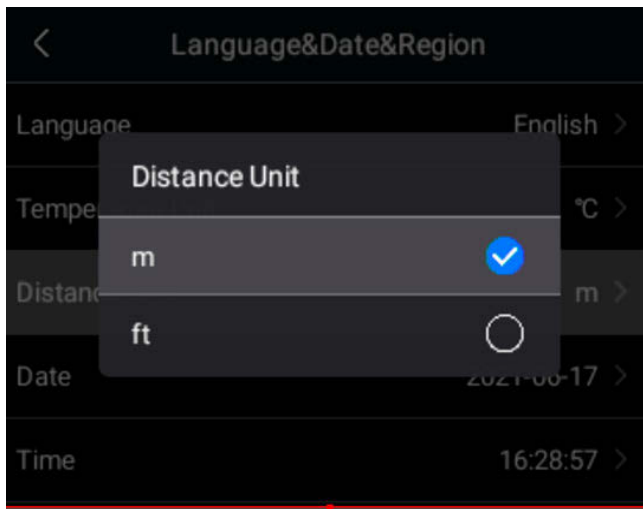 Language&Date&Region
Language English
Distance Unit
℃
m
m
ft
Date
Time 16:28:57